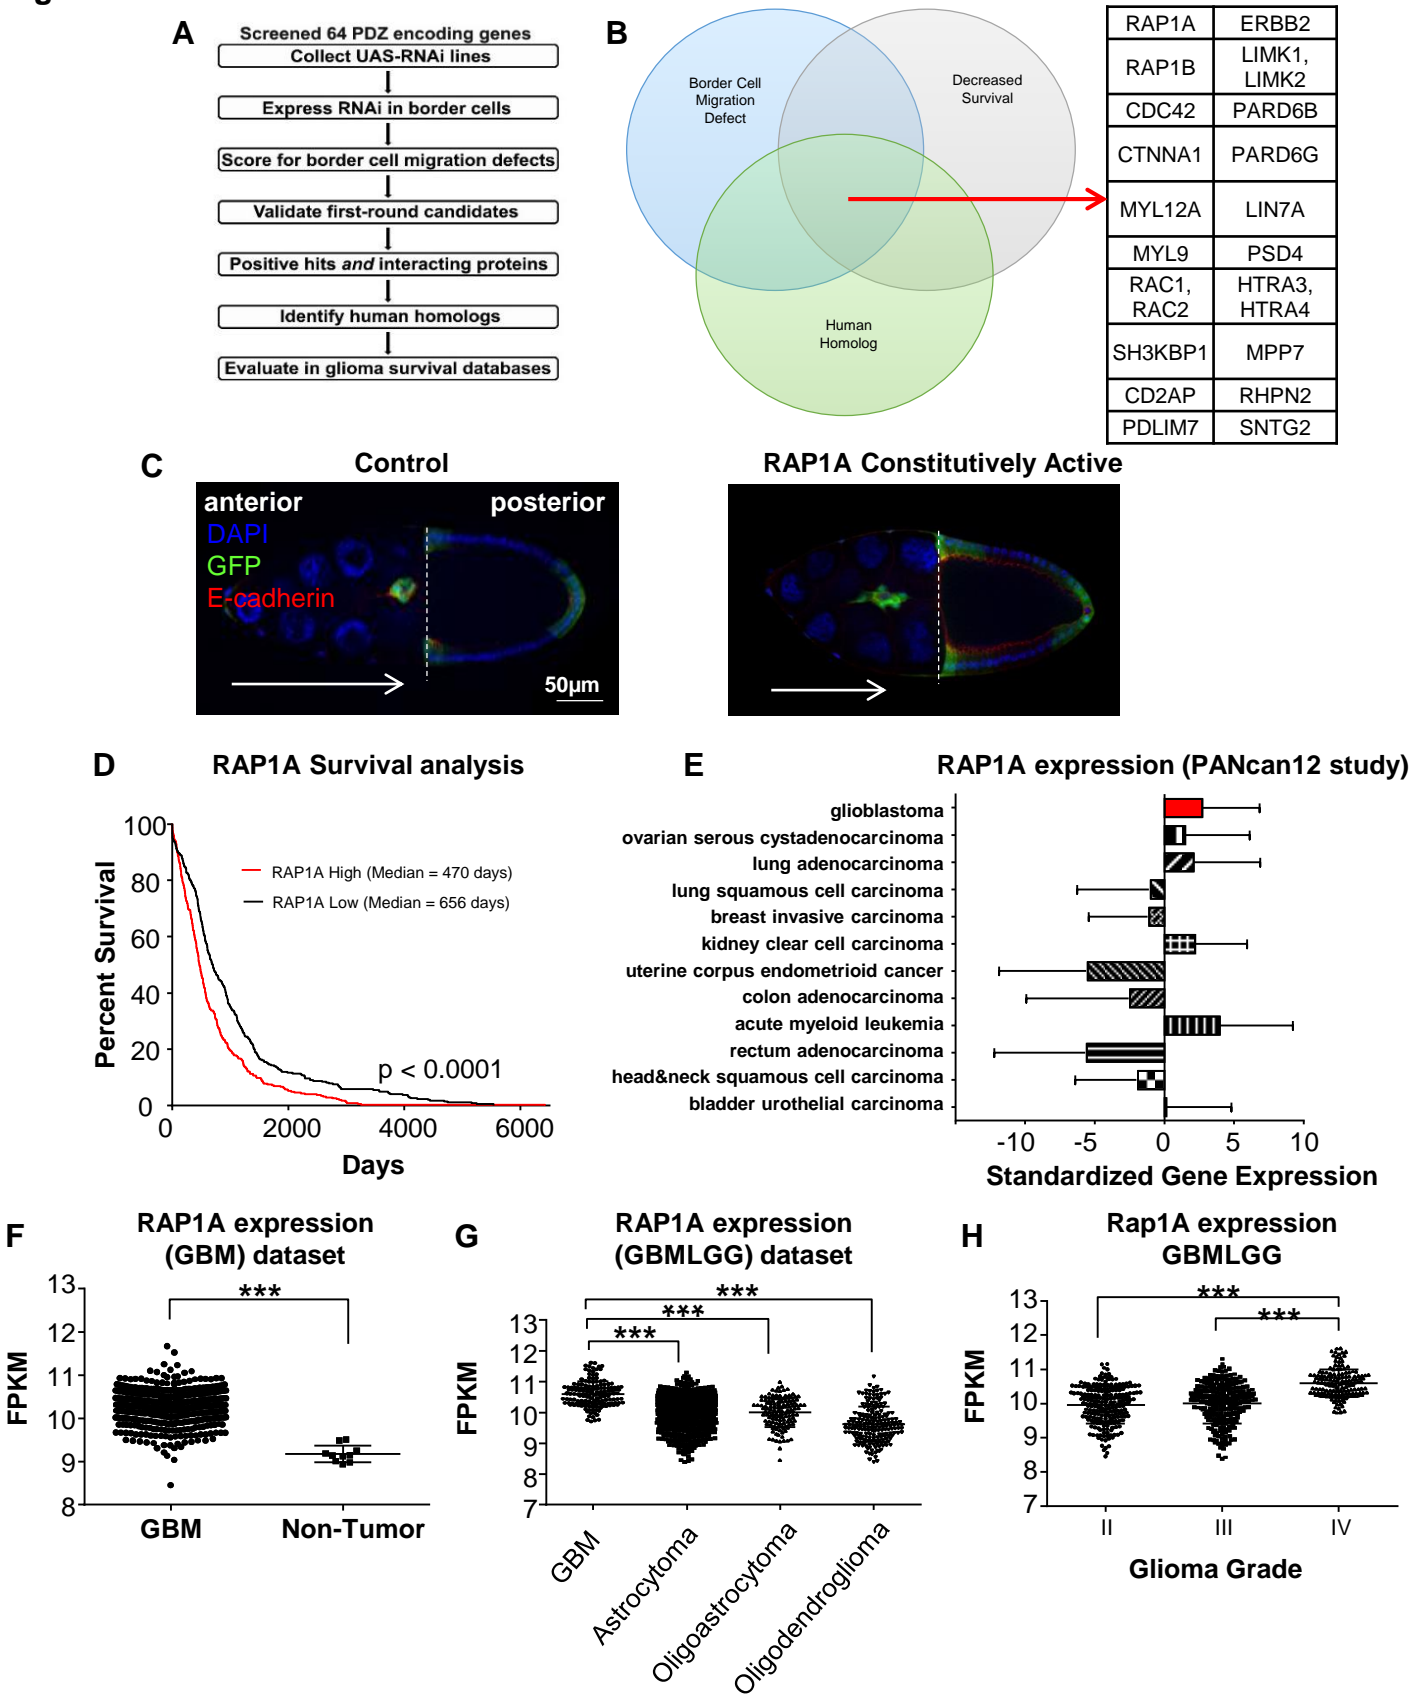 A
Screened 64 PDZ encoding genes
Collect UAS-RNAi lines
Express RNAi in border cells
Score for border cell migration defects
Validate first-round candidates
Positive hits and interacting proteins
Identify human homologs
Evaluate in glioma survival databases
B
Border Cell
Migration
Defect
Decreased
Survival
Human
Homolog
RAP1A ERBB2
RAP1B LIMK1,
LIMK2
CDC42 PARD6B
CTNNA1 PARD6G
MYL12A LIN7A
MYL9 PSD4
RAC1, HTRA3,
RAC2 HTRA4
SH3KBP1 MPP7
CD2AP RHPN2
PDLIM7 SNTG2
C
Control
anterior posterior
DAPI
GFP
E-cadherin
50µm
RAP1A Constitutively Active
D
RAP1A Survival analysis
Percent Survival
100
80
60
40
20
0
RAP1A High (Median = 470 days)
RAP1A Low (Median = 656 days)
p < 0.0001
0 2000 4000 6000
Days
E
RAP1A expression (PANcan12 study)
glioblastoma
ovarian serous cystadenocarcinoma
lung adenocarcinoma
lung squamous cell carcinoma
breast invasive carcinoma
kidney clear cell carcinoma
uterine corpus endometrioid cancer
colon adenocarcinoma
acute myeloid leukemia
rectum adenocarcinoma
head&neck squamous cell carcinoma
bladder urothelial carcinoma
-10 -5 0 5 10
Standardized Gene Expression
F
RAP1A expression
(GBM) dataset
***
FPKM
13
12
11
10
9
8
GBM Non-Tumor
G
RAP1A expression
(GBMLGG) dataset
***
***
***
FPKM
13
12
11
10
9
8
7
GBM
Astrocytoma
Oligoastrocytoma
Oligodendroglioma
H
Rap1A expression
GBMLGG
***
***
FPKM
13
12
11
10
9
8
7
II III IV
Glioma Grade